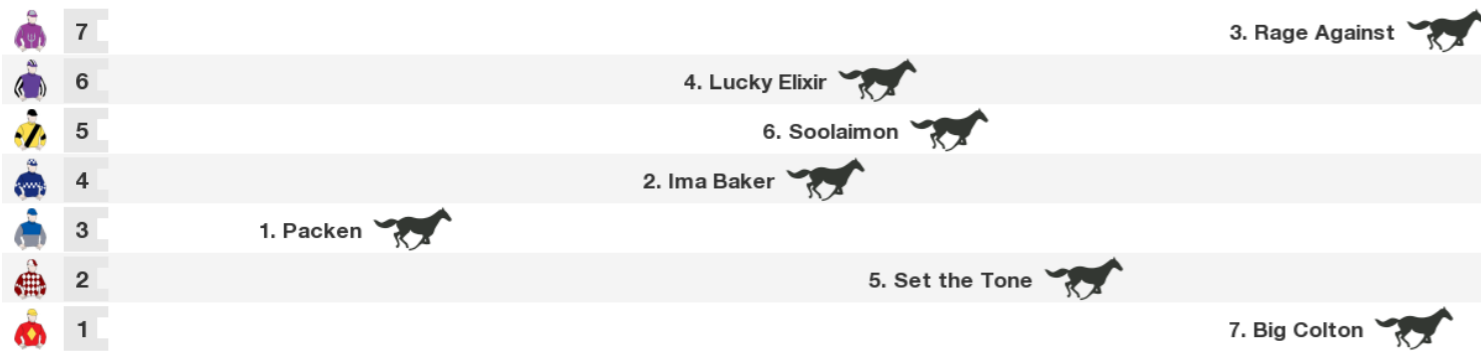 7 3. Rage Against
6 4. Lucky Elixir
5 6. Soolaimon
4 2. Ima Baker
3 1. Packen
2 5. Set the Tone
1 7. Big Colton